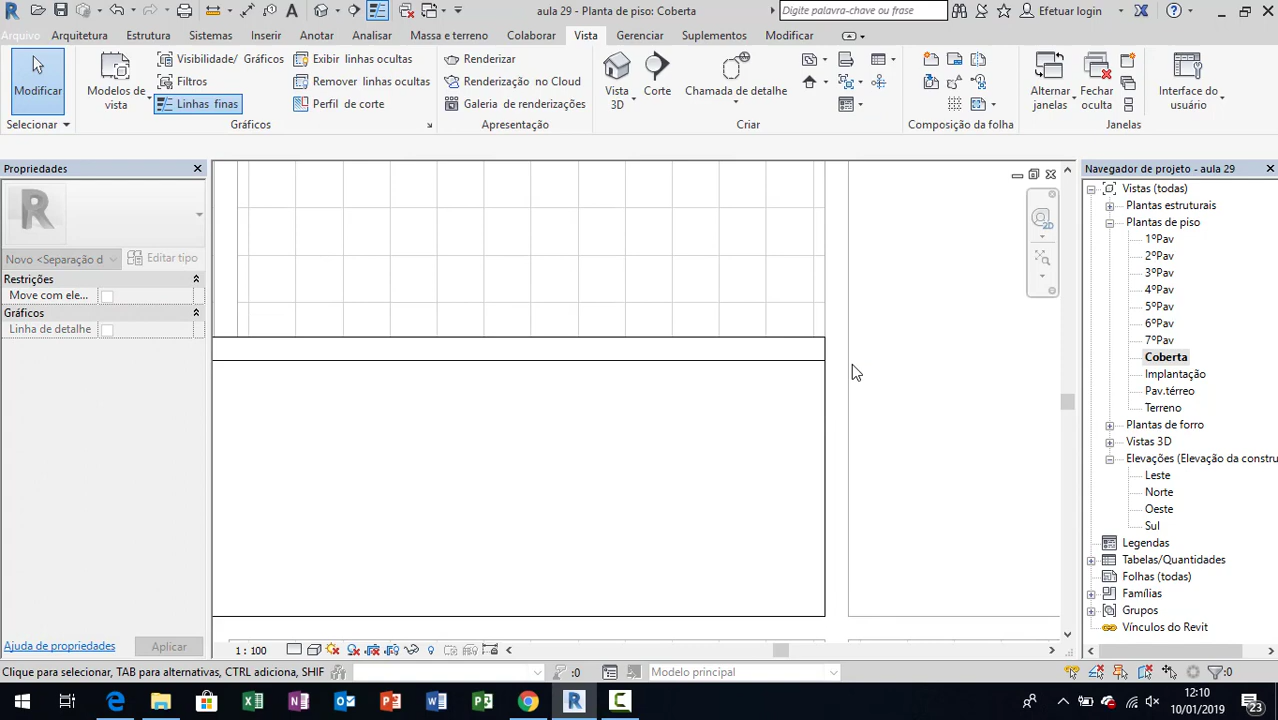 aula 29 - Planta de piso: Coberta
Digite palavra-chave ou frase
Efetuar login
Arquivo Arquitetura Estrutura Sistemas Inserir Anotar Analisar Massa e terreno Colaborar Vista Gerenciar Suplementos Modificar
Modificar
Selecionar
Modelos de vista
Visibilidade/ Gráficos
Filtros
Linhas finas
Exibir linhas ocultas
Remover linhas ocultas
Perfil de corte
Gráficos
Renderizar
Renderização no Cloud
Galeria de renderizações
Apresentação
Vista 3D
Corte
Chamada de detalhe
Criar
Composição da folha
Alternar janelas
Fechar oculta
Janelas
Interface do usuário
Propriedades
R
Novo <Separação d
Editar tipo
Restrições
Move com ele...
Gráficos
Linha de detalhe
Ajuda de propriedades
Aplicar
2D
1 : 100
Navegador de projeto - aula 29
Vistas (todas)
Plantas estruturais
Plantas de piso
1ºPav
2ºPav
3ºPav
4ºPav
5ºPav
6ºPav
7ºPav
Coberta
Implantação
Pav.térreo
Terreno
Plantas de forro
Vistas 3D
Elevações (Elevação da constru
Leste
Norte
Oeste
Sul
Legendas
Tabelas/Quantidades
Folhas (todas)
Famílias
Grupos
Vínculos do Revit
Clique para selecionar, TAB para alternativas, CTRL adiciona, SHIF
:0
Modelo principal
:0
12:10
10/01/2019
23